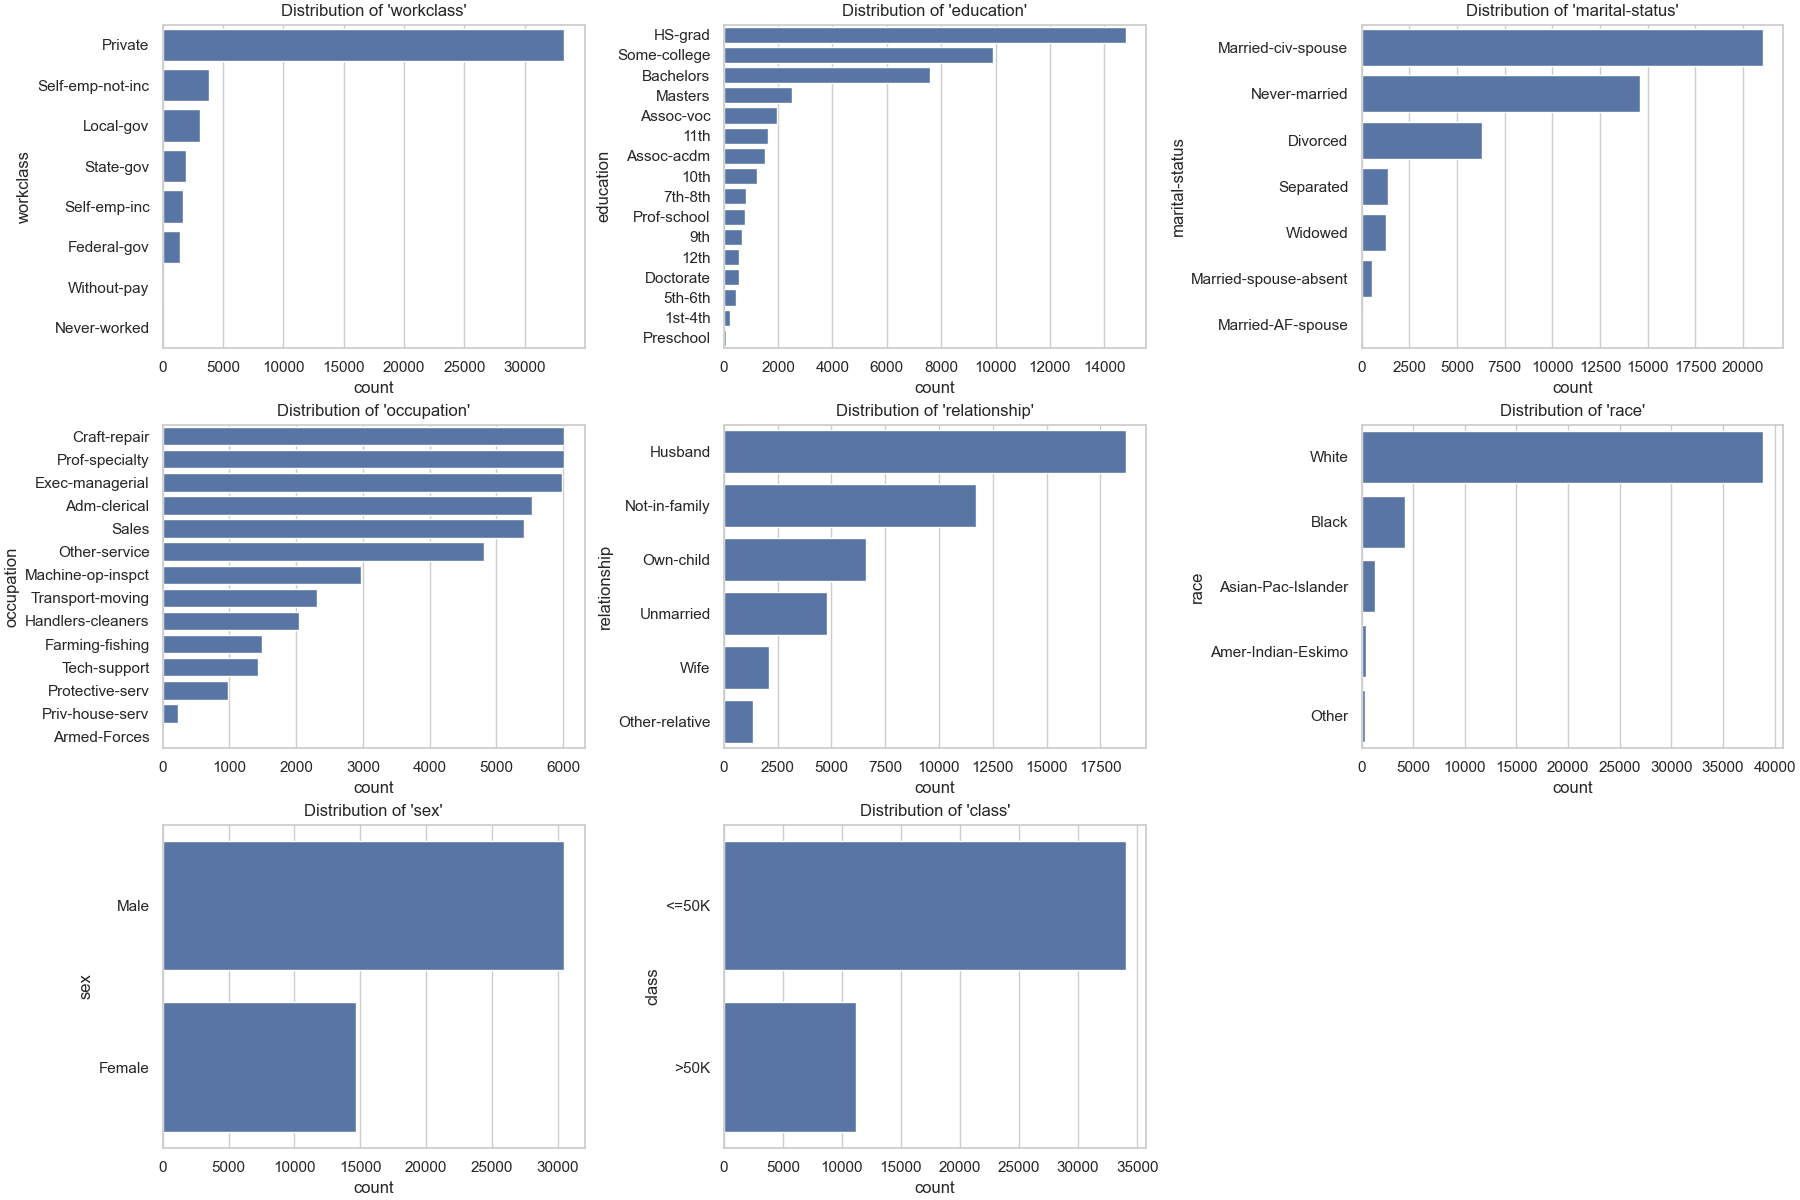 Distribution of 'workclass'
workclass
Private
Self-emp-not-inc
Local-gov
State-gov
Self-emp-inc
Federal-gov
Without-pay
Never-worked
0 5000 10000 15000 20000 25000 30000
count
Distribution of 'education'
education
HS-grad
Some-college
Bachelors
Masters
Assoc-voc
11th
Assoc-acdm
10th
7th-8th
Prof-school
9th
12th
Doctorate
5th-6th
1st-4th
Preschool
0 2000 4000 6000 8000 10000 12000 14000
count
Distribution of 'marital-status'
marital-status
Married-civ-spouse
Never-married
Divorced
Separated
Widowed
Married-spouse-absent
Married-AF-spouse
0 2500 5000 7500 10000 12500 15000 17500 20000
count
Distribution of 'occupation'
occupation
Craft-repair
Prof-specialty
Exec-managerial
Adm-clerical
Sales
Other-service
Machine-op-inspct
Transport-moving
Handlers-cleaners
Farming-fishing
Tech-support
Protective-serv
Priv-house-serv
Armed-Forces
0 1000 2000 3000 4000 5000 6000
count
Distribution of 'relationship'
relationship
Husband
Not-in-family
Own-child
Unmarried
Wife
Other-relative
0 2500 5000 7500 10000 12500 15000 17500
count
Distribution of 'race'
race
White
Black
Asian-Pac-Islander
Amer-Indian-Eskimo
Other
0 5000 10000 15000 20000 25000 30000 35000 40000
count
Distribution of 'sex'
sex
Male
Female
0 5000 10000 15000 20000 25000 30000
count
Distribution of 'class'
class
<=50K
>50K
0 5000 10000 15000 20000 25000 30000 35000
count